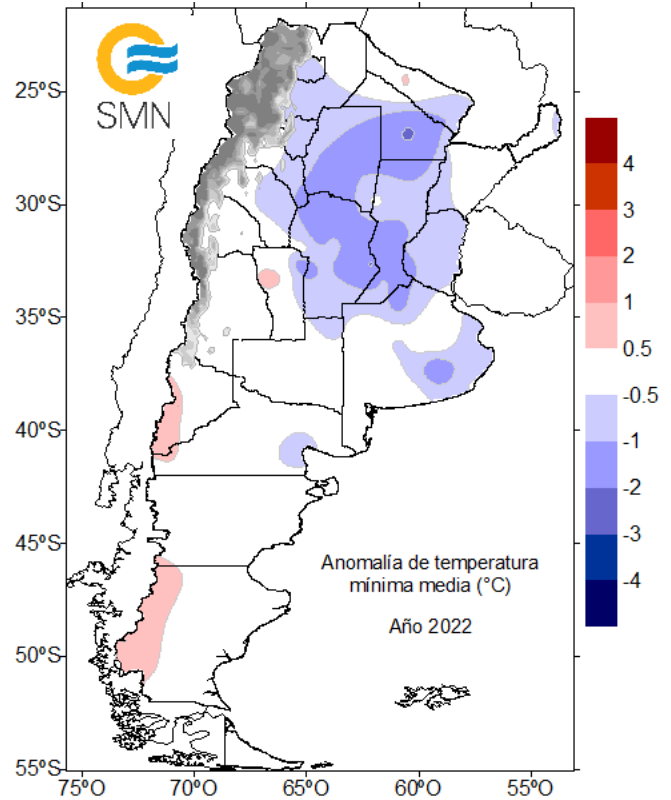 SMN
25ºS
30ºS
35ºS
40ºS
45ºS
50ºS
55ºS
75ºO
70ºO
65ºO
60ºO
55ºO
4
3
2
1
0.5
-0.5
-1
-2
-3
-4
Anomalía de temperatura
mínima media (°C)
Año 2022